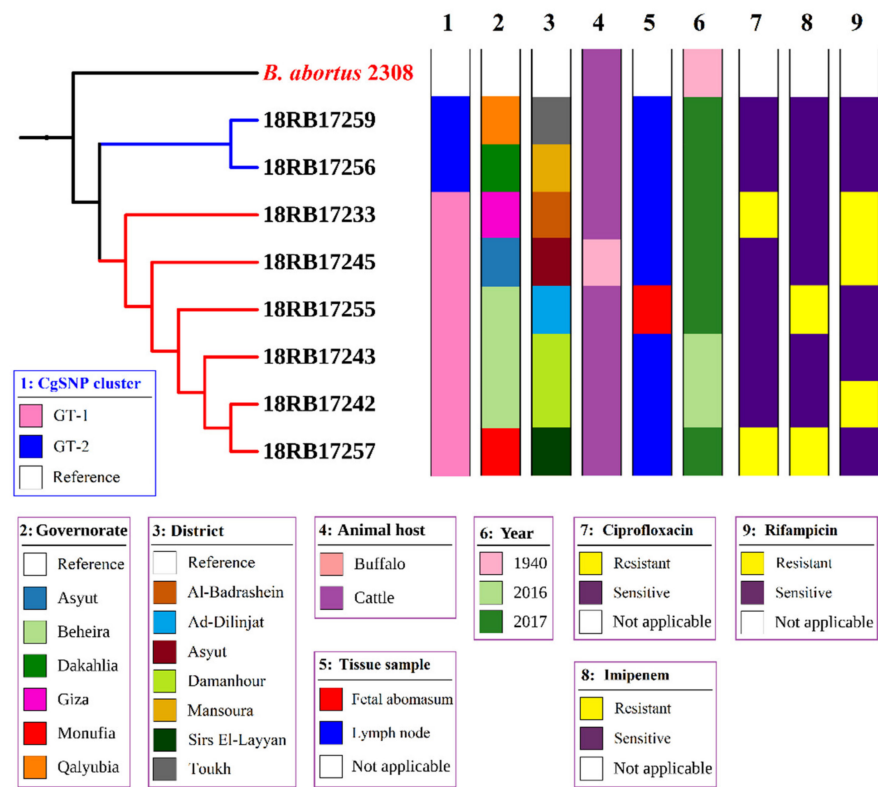 1 2 3 4 5 6 7 8 9
B. abortus 2308
18RB17259
18RB17256
18RB17233
18RB17245
18RB17255
18RB17243
18RB17242
18RB17257
1: CgSNP cluster
GT-1
GT-2
Reference
2: Governorate
Reference
Asyut
Beheira
Dakahlia
Giza
Monufia
Qalyubia
3: District
Reference
Al-Badrashein
Ad-Dilinjat
Asyut
Damanhour
Mansoura
Sirs El-Layyan
Toukh
4: Animal host
Buffalo
Cattle
5: Tissue sample
Fetal abomasum
Lymph node
Not applicable
6: Year
1940
2016
2017
7: Ciprofloxacin
Resistant
Sensitive
Not applicable
8: Imipenem
Resistant
Sensitive
Not applicable
9: Rifampicin
Resistant
Sensitive
Not applicable